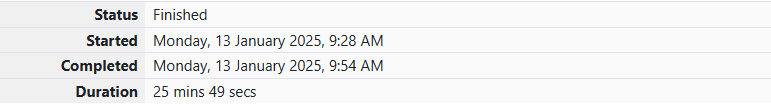 Status Finished
Started Monday, 13 January 2025, 9:28 AM
Completed Monday, 13 January 2025, 9:54 AM
Duration 25 mins 49 secs